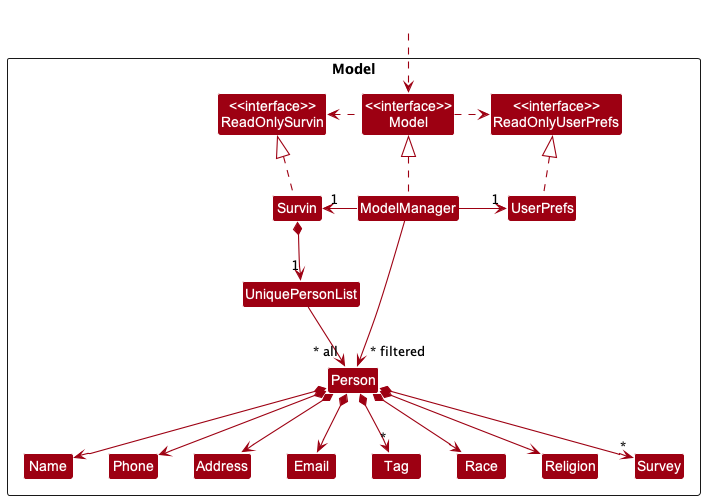 Model
<<interface>>
ReadOnlySurvin
<<interface>>
Model
<<interface>>
ReadOnlyUserPrefs
Survin
1
ModelManager
1
UserPrefs
1
UniquePersonList
* all
* filtered
Person
*
*
Name
Phone
Address
Email
Tag
Race
Religion
Survey